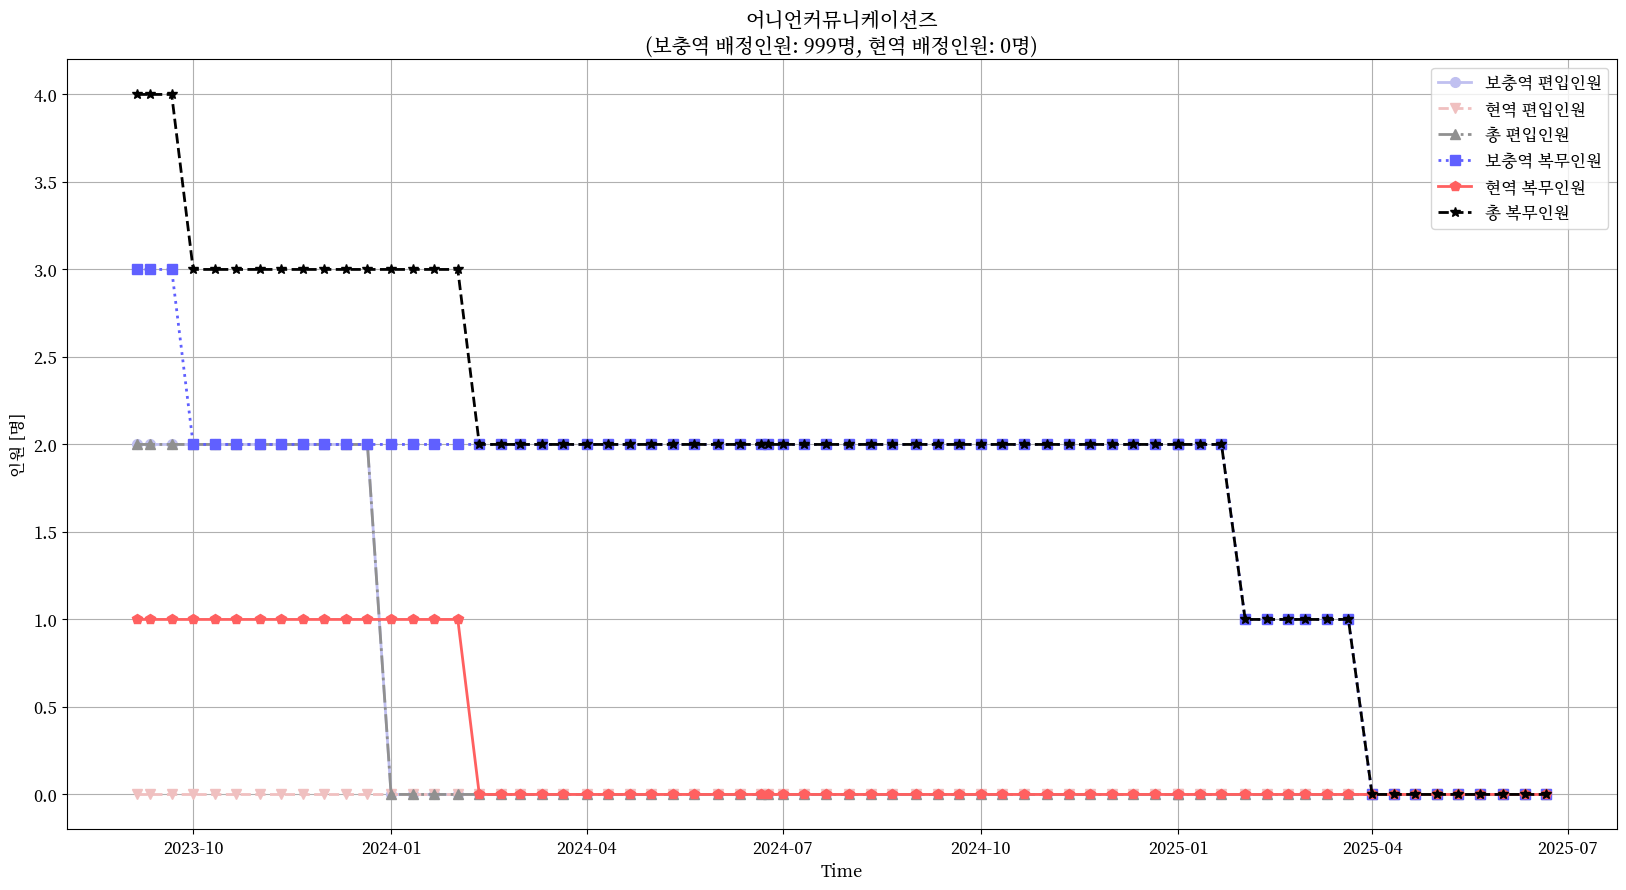 어니언커뮤니케이션즈
(보충역 배정인원: 999명, 현역 배정인원: 0명)
보충역 편입인원
현역 편입인원
총 편입인원
보충역 복무인원
현역 복무인원
총 복무인원
인원 [명]
4.0
3.5
3.0
2.5
2.0
1.5
1.0
0.5
0.0
2023-10
2024-01
2024-04
2024-07
2024-10
2025-01
2025-04
2025-07
Time